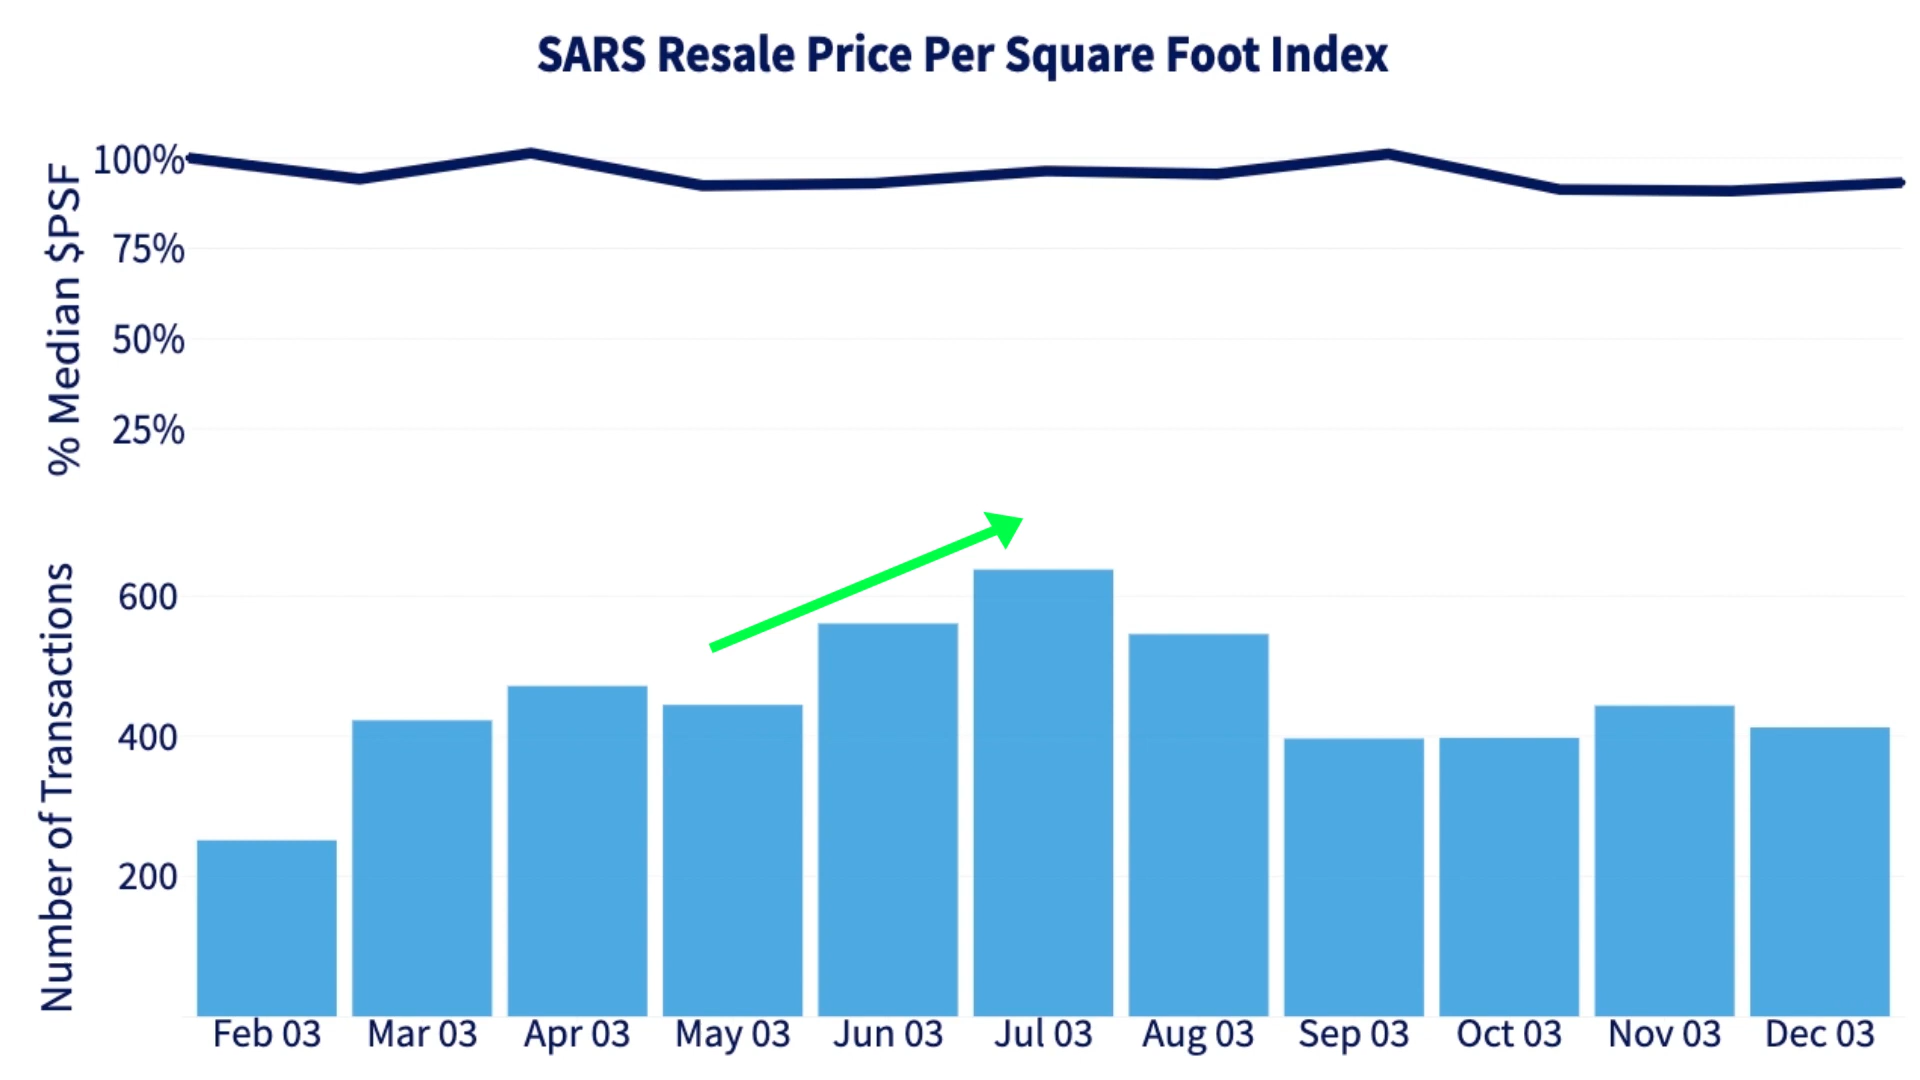 SARS Resale Price Per Square Foot Index
% Median $PSF
100%
75%
50%
25%
Number of Transactions
600
400
200
Feb 03 Mar 03 Apr 03 May 03 Jun 03 Jul 03 Aug 03 Sep 03 Oct 03 Nov 03 Dec 03